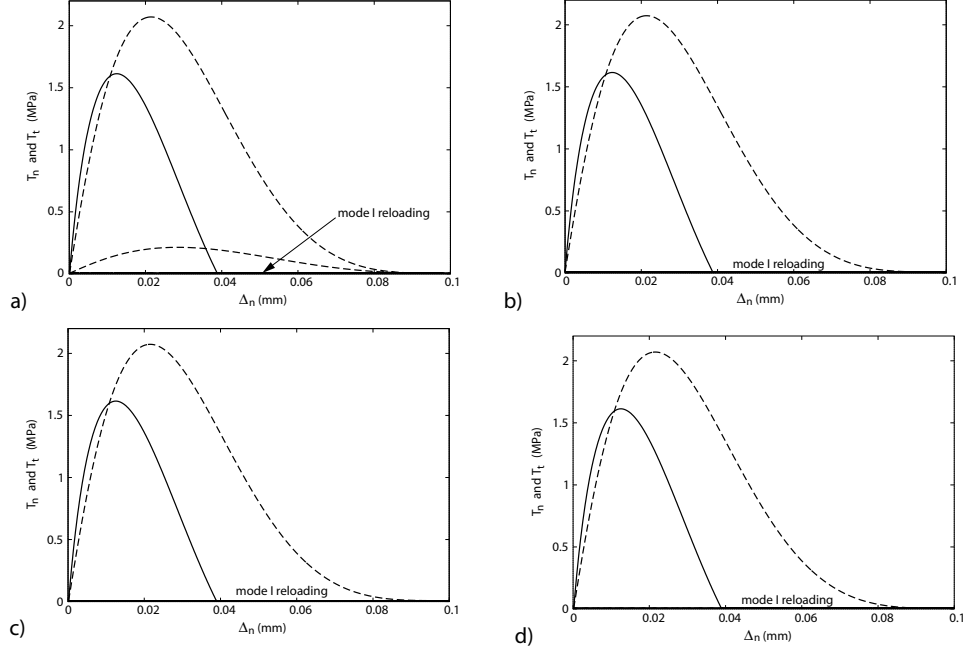 2
1.5
1
0.5
0
T_n and T_t (MPa)
mode I reloading
0 0.02 0.04 0.06 0.08 0.1
Δ_n (mm)
a)
2
1.5
1
0.5
0
T_n and T_t (MPa)
mode I reloading
0 0.02 0.04 0.06 0.08 0.1
Δ_n (mm)
b)
2
1.5
1
0.5
0
T_n and T_t (MPa)
mode I reloading
0 0.02 0.04 0.06 0.08 0.1
Δ_n (mm)
c)
2
1.5
1
0.5
0
T_n and T_t (MPa)
mode I reloading
0 0.02 0.04 0.06 0.08 0.1
Δ_n (mm)
d)